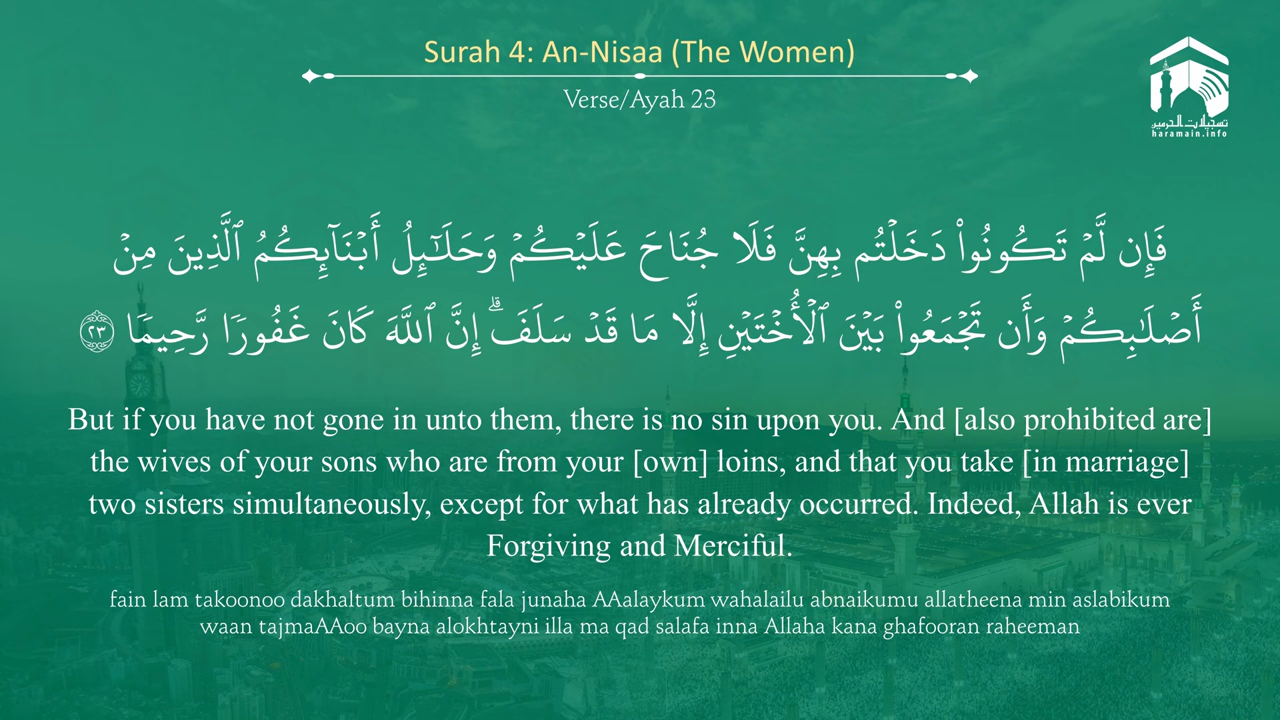 Surah 4: An-Nisaa (The Women)
Verse/Ayah 23
تسجيلات الحرمين
haramain.info
فَإِن لَّمْ تَكُونُوا۟ دَخَلْتُم بِهِنَّ فَلَا جُنَاحَ عَلَيْكُمْ وَحَلَـٰٓئِلُ أَبْنَآئِكُمُ ٱلَّذِينَ مِنْ
أَصْلَـٰبِكُمْ وَأَن تَجْمَعُوا۟ بَيْنَ ٱلْأُخْتَيْنِ إِلَّا مَا قَدْ سَلَفَ ۗ إِنَّ ٱللَّهَ كَانَ غَفُورًا رَّحِيمًا ٢٣
But if you have not gone in unto them, there is no sin upon you. And [also prohibited are]
the wives of your sons who are from your [own] loins, and that you take [in marriage]
two sisters simultaneously, except for what has already occurred. Indeed, Allah is ever
Forgiving and Merciful.
fain lam takoonoo dakhaltum bihinna fala junaha AAalaykum wahalailu abnaikumu allatheena min aslabikum
waan tajmaAAoo bayna alokhtayni illa ma qad salafa inna Allaha kana ghafooran raheeman